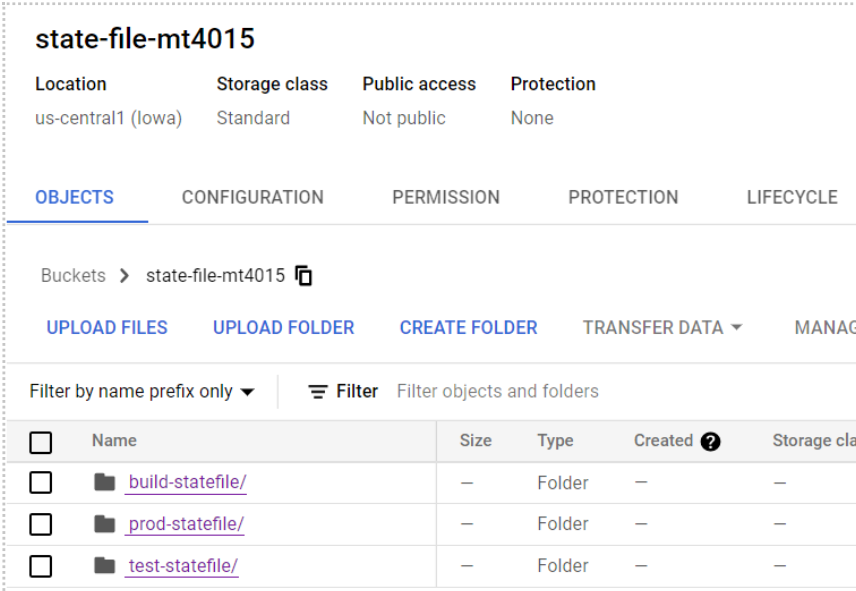 state-file-mt4015
Location Storage class Public access Protection
us-central1 (Iowa) Standard Not public None
OBJECTS CONFIGURATION PERMISSION PROTECTION LIFECYCLE
Buckets > state-file-mt4015
UPLOAD FILES UPLOAD FOLDER CREATE FOLDER TRANSFER DATA MANAG
Filter by name prefix only Filter Filter objects and folders
Name Size Type Created ? Storage cla
build-statefile/ — Folder — —
prod-statefile/ — Folder — —
test-statefile/ — Folder — —